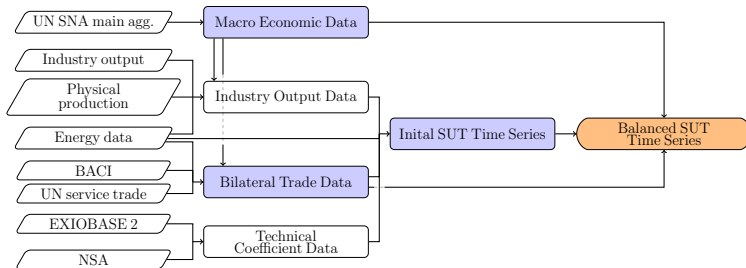 UN SNA main agg.
Macro Economic Data
Industry output
Physical
production
Industry Output Data
Energy data
Inital SUT Time Series
Balanced SUT
Time Series
BACI
Bilateral Trade Data
UN service trade
EXIOBASE 2
Technical
Coefficient Data
NSA